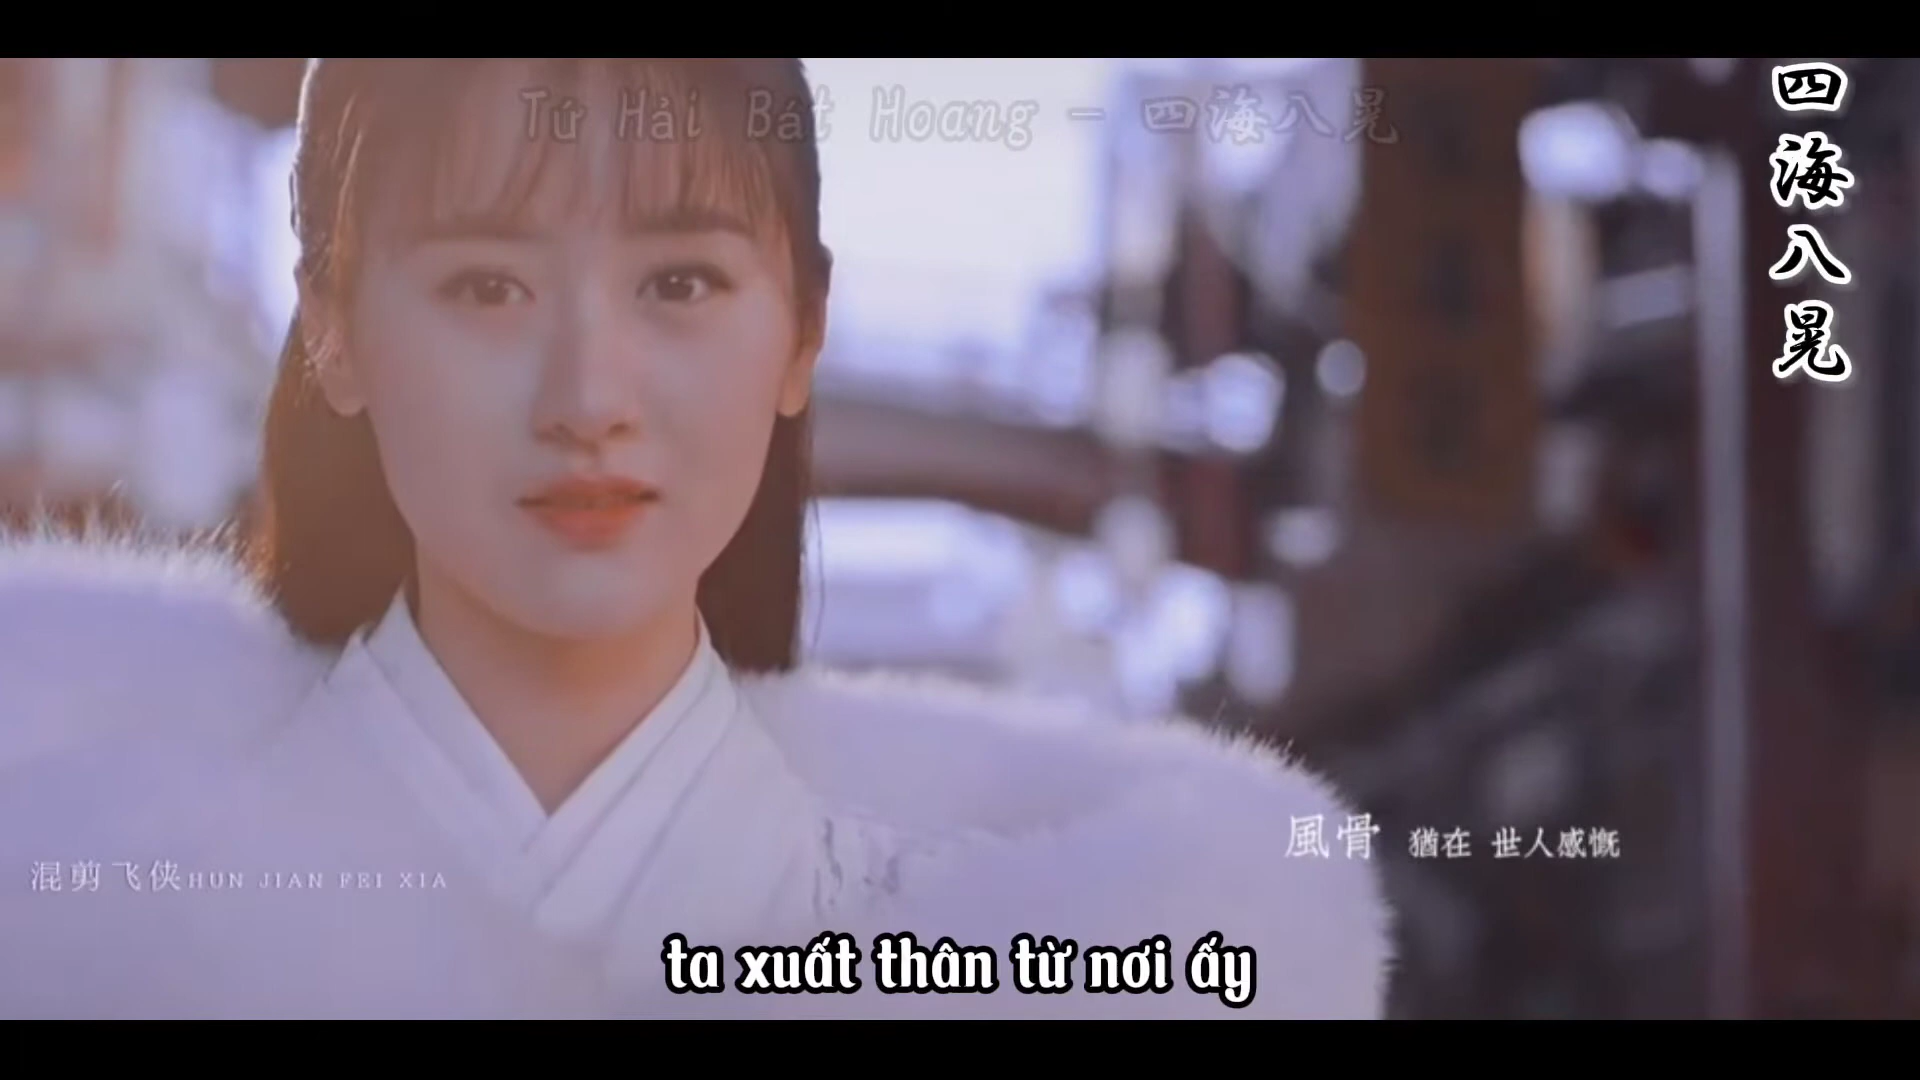 Tứ Hải Bát Hoang - 四海八晃
四海八晃
風骨 猶在 世人感慨
混剪飞侠HUN JIAN FEI XIA
ta xuất thân từ nơi ấy